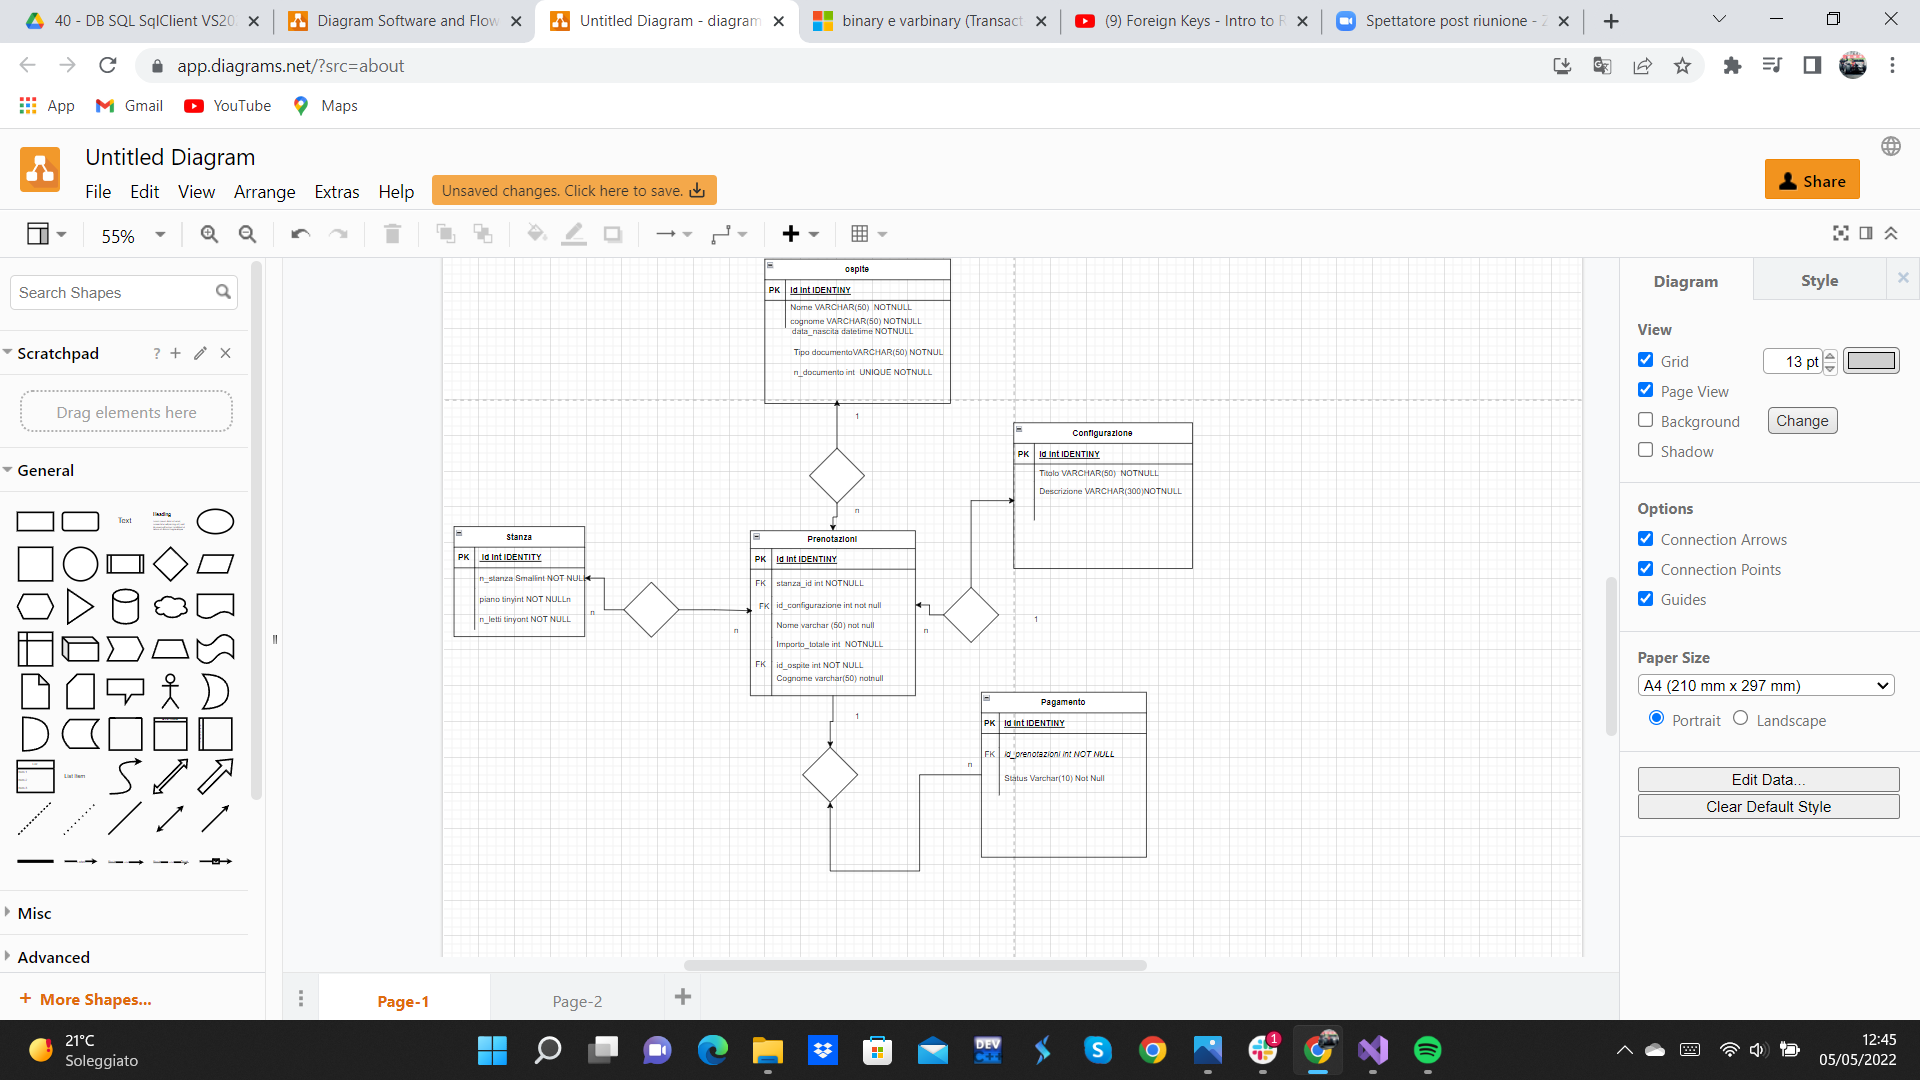 40 - DB SQL SqlClient VS20
Diagram Software and Flow
Untitled Diagram - diagram
binary e varbinary (Transact
(9) Foreign Keys - Intro to R
Spettatore post riunione - Z
app.diagrams.net/?src=about
App
Gmail
YouTube
Maps
Untitled Diagram
File
Edit
View
Arrange
Extras
Help
Unsaved changes. Click here to save.
Share
55%
Search Shapes
Scratchpad
?
Drag elements here
General
Text
Heading
List Item
Misc
Advanced
+ More Shapes...
ospite
PK
id int IDENTINY
Nome VARCHAR(50) NOTNULL
cognome VARCHAR(50) NOTNULL
data_nascita datetime NOTNULL
Tipo documentoVARCHAR(50) NOTNUL
n_documento int UNIQUE NOTNULL
1
n
Configurazione
PK
id int IDENTINY
Titolo VARCHAR(50) NOTNULL
Descrizione VARCHAR(300)NOTNULL
Stanza
PK
id int IDENTITY
n_stanza Smallint NOT NULL
piano tinyint NOT NULLn
n_letti tinyont NOT NULL
n
n
Prenotazioni
PK
id int IDENTINY
FK
stanza_id int NOTNULL
FK
id_configurazione int not null
Nome varchar (50) not null
Importo_totale int NOTNULL
FK
id_ospite int NOT NULL
Cognome varchar(50) notnull
n
1
1
n
Pagamento
PK
id int IDENTINY
FK
id_prenotazioni int NOT NULL
Status Varchar(10) Not Null
Page-1
Page-2
Diagram
Style
View
Grid
13 pt
Page View
Background
Change
Shadow
Options
Connection Arrows
Connection Points
Guides
Paper Size
A4 (210 mm x 297 mm)
Portrait
Landscape
Edit Data...
Clear Default Style
21°C
Soleggiato
DEV
1
12:45
05/05/2022